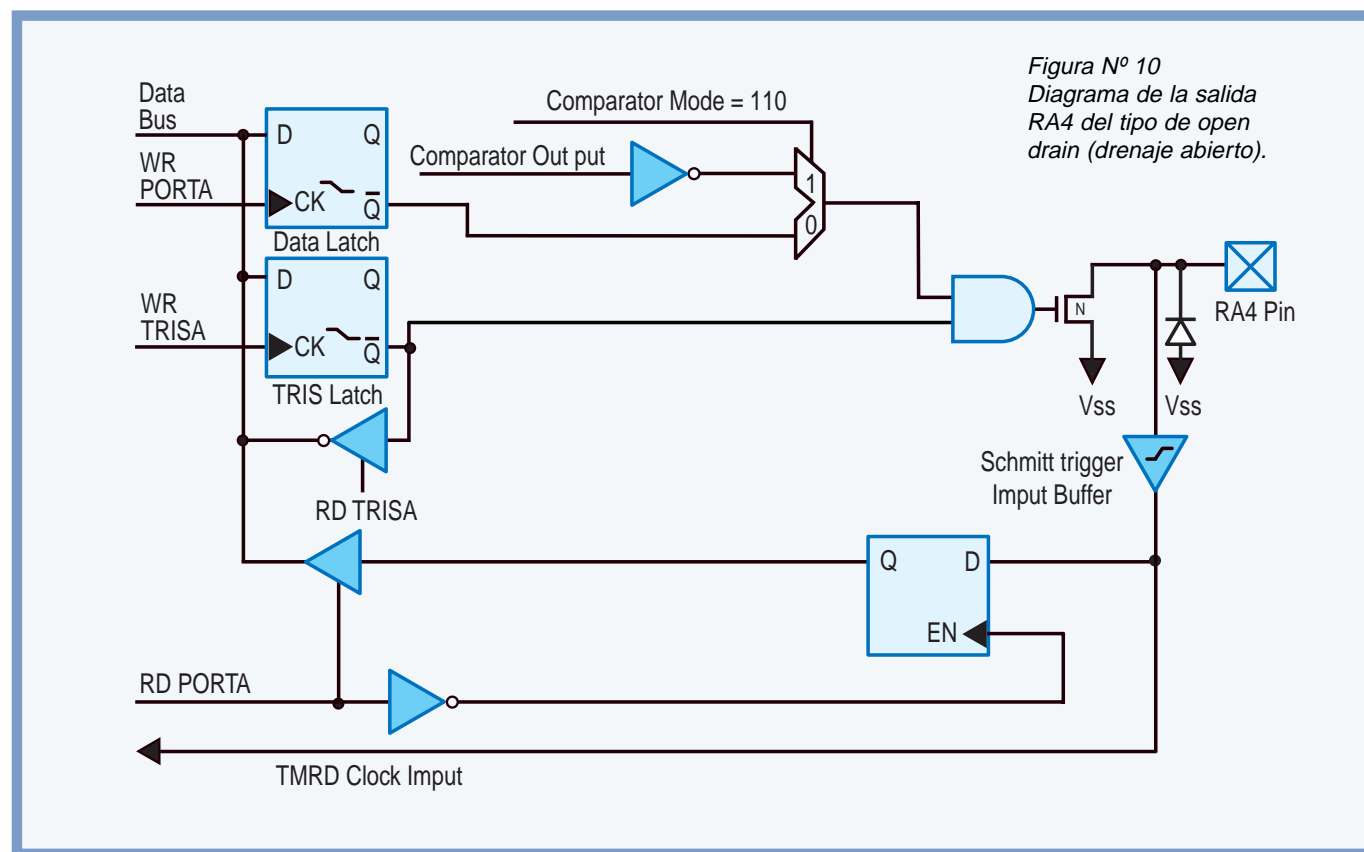 Figura Nº 10
Diagrama de la salida
RA4 del tipo de open
drain (drenaje abierto).
Data
Bus
Comparator Mode = 110
D Q
Comparator Out put
WR
PORTA
1
CK Q
0
Data Latch
D Q
WR
TRISA
N
RA4 Pin
CK Q
TRIS Latch
Vss Vss
Schmitt trigger
Imput Buffer
RD TRISA
Q D
EN
RD PORTA
TMRD Clock Imput